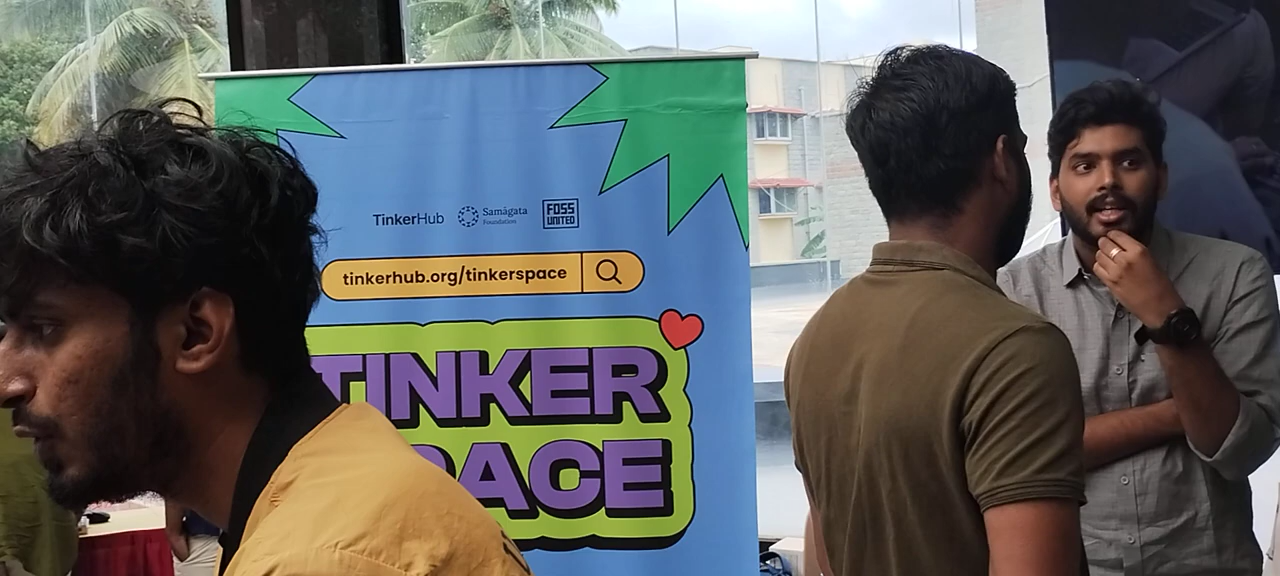 TinkerHub
Samagata
Foundation
FOSS
UNITED
tinkerhub.org/tinkerspace
TINKER
PACE